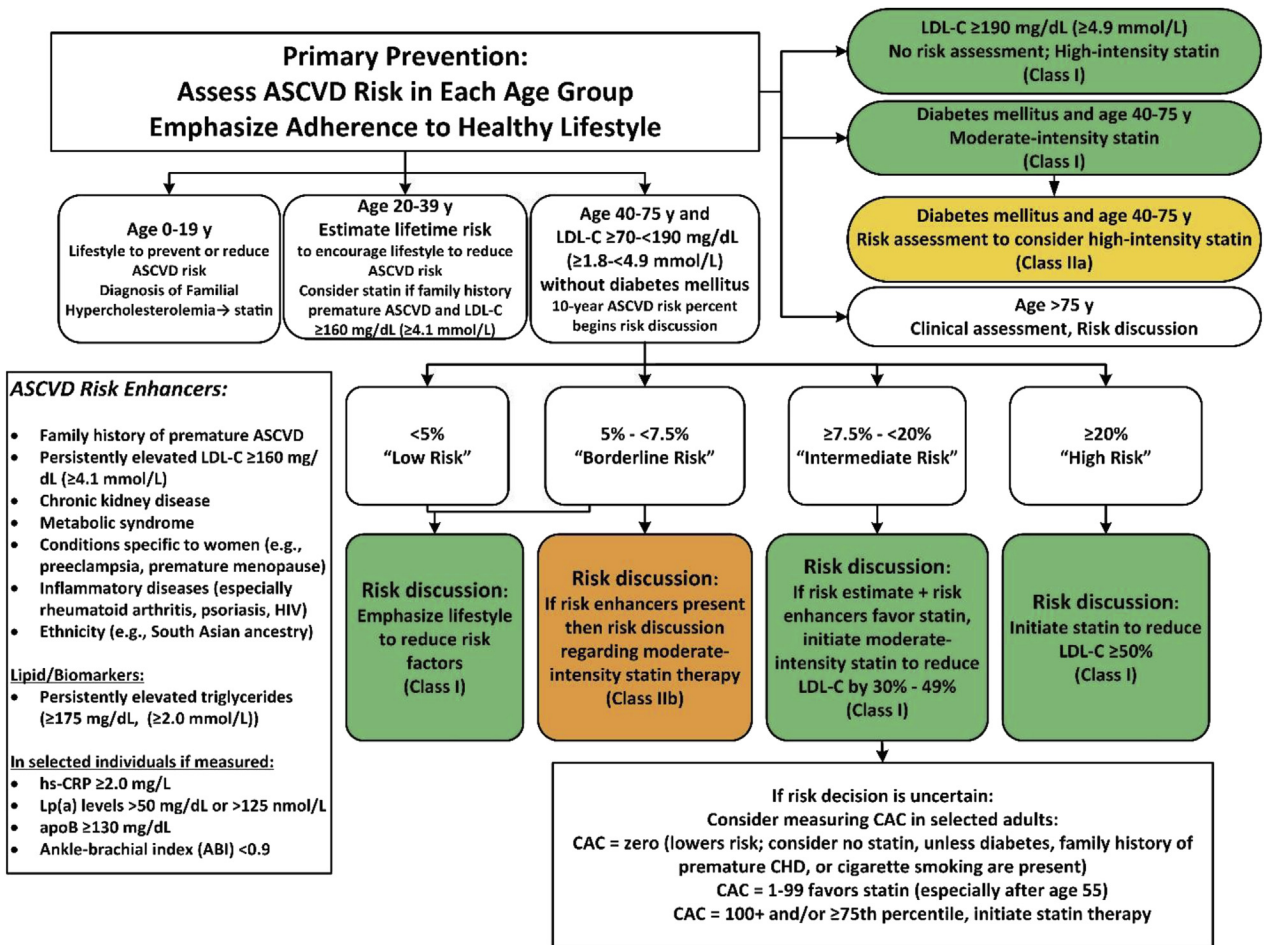 Primary Prevention:
Assess ASCVD Risk in Each Age Group
Emphasize Adherence to Healthy Lifestyle
LDL-C ≥190 mg/dL (≥4.9 mmol/L)
No risk assessment; High-intensity statin
(Class I)
Diabetes mellitus and age 40-75 y
Moderate-intensity statin
(Class I)
Diabetes mellitus and age 40-75 y
Risk assessment to consider high-intensity statin
(Class IIa)
Age >75 y
Clinical assessment, Risk discussion
Age 0-19 y
Lifestyle to prevent or reduce
ASCVD risk
Diagnosis of Familial
Hypercholesterolemia→ statin
Age 20-39 y
Estimate lifetime risk
to encourage lifestyle to reduce
ASCVD risk
Consider statin if family history
premature ASCVD and LDL-C
≥160 mg/dL (≥4.1 mmol/L)
Age 40-75 y and
LDL-C ≥70-<190 mg/dL
(≥1.8-<4.9 mmol/L)
without diabetes mellitus
10-year ASCVD risk percent
begins risk discussion
<5%
“Low Risk”
5% - <7.5%
“Borderline Risk”
≥7.5% - <20%
“Intermediate Risk”
≥20%
“High Risk”
Risk discussion:
Emphasize lifestyle
to reduce risk
factors
(Class I)
Risk discussion:
If risk enhancers present
then risk discussion
regarding moderate-
intensity statin therapy
(Class IIb)
Risk discussion:
If risk estimate + risk
enhancers favor statin,
initiate moderate-
intensity statin to reduce
LDL-C by 30% - 49%
(Class I)
Risk discussion:
Initiate statin to reduce
LDL-C ≥50%
(Class I)
If risk decision is uncertain:
Consider measuring CAC in selected adults:
CAC = zero (lowers risk; consider no statin, unless diabetes, family history of
premature CHD, or cigarette smoking are present)
CAC = 1-99 favors statin (especially after age 55)
CAC = 100+ and/or ≥75th percentile, initiate statin therapy
ASCVD Risk Enhancers:
• Family history of premature ASCVD
• Persistently elevated LDL-C ≥160 mg/
dL (≥4.1 mmol/L)
• Chronic kidney disease
• Metabolic syndrome
• Conditions specific to women (e.g.,
preeclampsia, premature menopause)
• Inflammatory diseases (especially
rheumatoid arthritis, psoriasis, HIV)
• Ethnicity (e.g., South Asian ancestry)
Lipid/Biomarkers:
• Persistently elevated triglycerides
(≥175 mg/dL, (≥2.0 mmol/L))
In selected individuals if measured:
• hs-CRP ≥2.0 mg/L
• Lp(a) levels >50 mg/dL or >125 nmol/L
• apoB ≥130 mg/dL
• Ankle-brachial index (ABI) <0.9